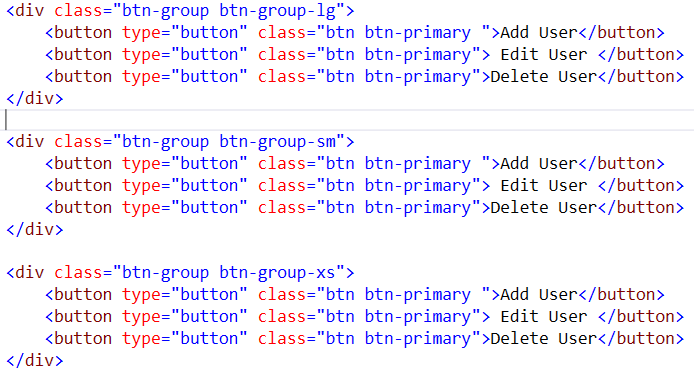 <div class="btn-group btn-group-lg">
    <button type="button" class="btn btn-primary ">Add User</button>
    <button type="button" class="btn btn-primary"> Edit User </button>
    <button type="button" class="btn btn-primary">Delete User</button>
</div>

<div class="btn-group btn-group-sm">
    <button type="button" class="btn btn-primary ">Add User</button>
    <button type="button" class="btn btn-primary"> Edit User </button>
    <button type="button" class="btn btn-primary">Delete User</button>
</div>

<div class="btn-group btn-group-xs">
    <button type="button" class="btn btn-primary ">Add User</button>
    <button type="button" class="btn btn-primary"> Edit User </button>
    <button type="button" class="btn btn-primary">Delete User</button>
</div>